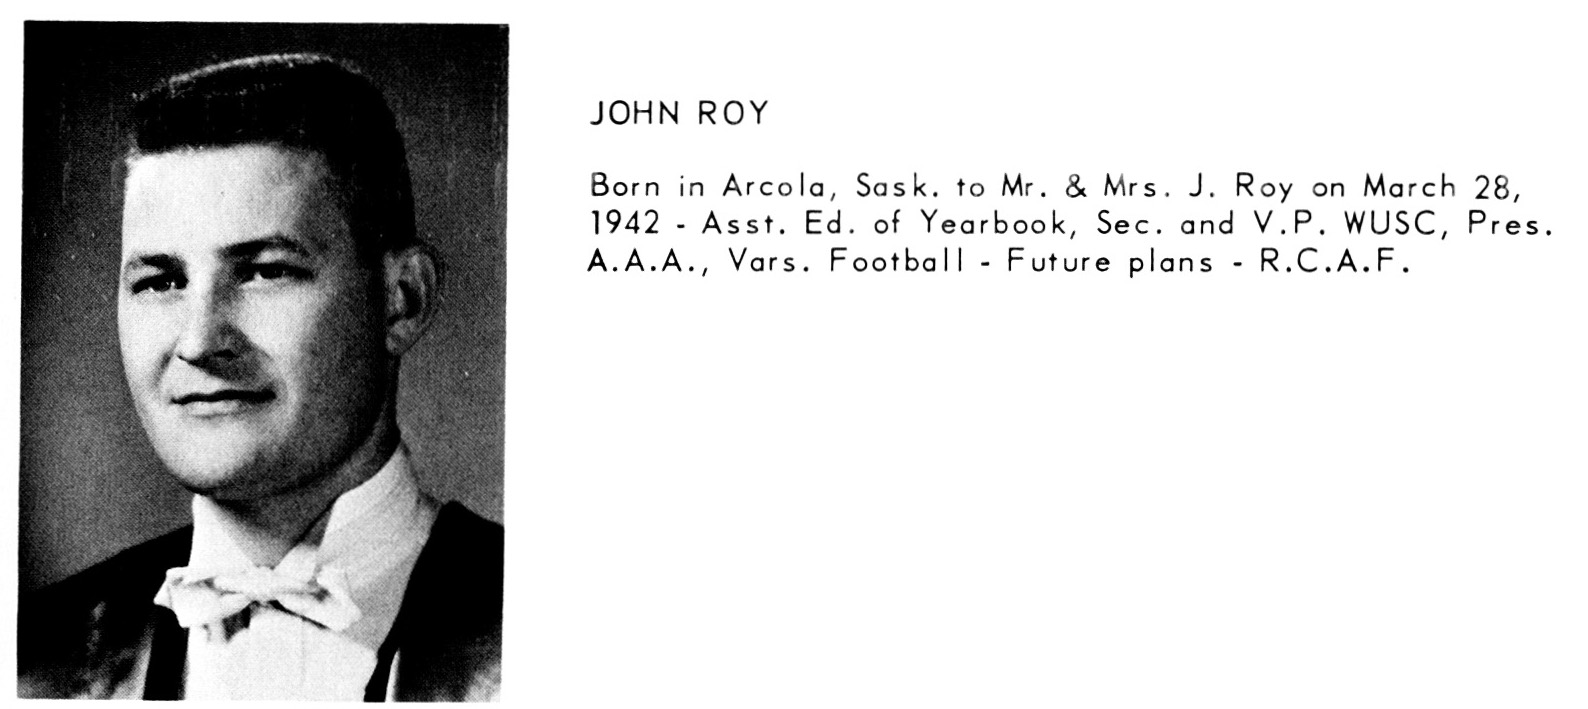 JOHN ROY
Born in Arcola, Sask. to Mr. & Mrs. J. Roy on March 28,
1942 - Asst. Ed. of Yearbook, Sec. and V.P. WUSC, Pres.
A.A.A., Vars. Football - Future plans - R.C.A.F.